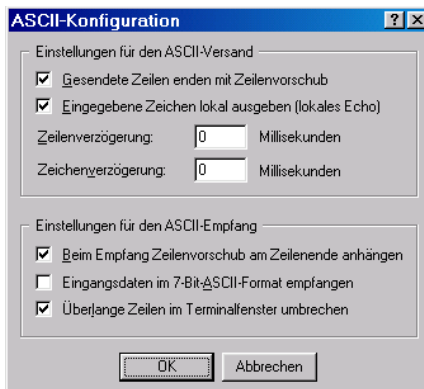 ASCII-Konfiguration
Einstellungen für den ASCII-Versand
Gesendete Zeilen enden mit Zeilenvorschub
Eingegebene Zeichen lokal ausgeben (lokales Echo)
Zeilenverzögerung: 0 Millisekunden
Zeichenverzögerung: 0 Millisekunden
Einstellungen für den ASCII-Empfang
Beim Empfang Zeilenvorschub am Zeilenende anhängen
Eingangsdaten im 7-Bit-ASCII-Format empfangen
Überlange Zeilen im Terminalfenster umbrechen
OK Abbrechen